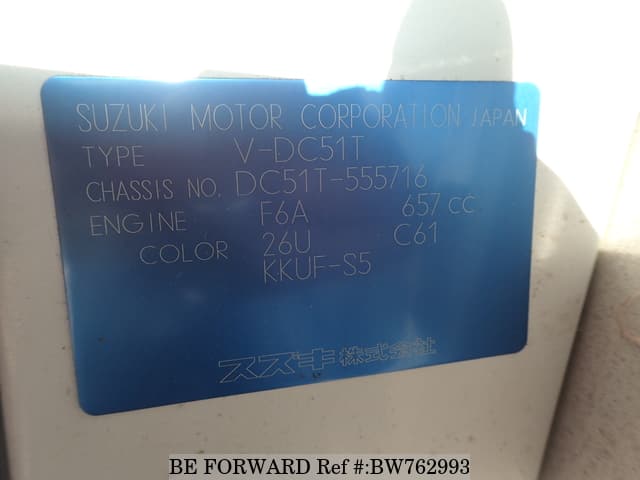 SUZUKI MOTOR CORPORATION JAPAN
TYPE V-DC51T
CHASSIS NO. DC51T-555716
ENGINE F6A 657 cc
COLOR 26U C61
KKUF-S5
スズキ株式会社
BE FORWARD Ref #:BW762993